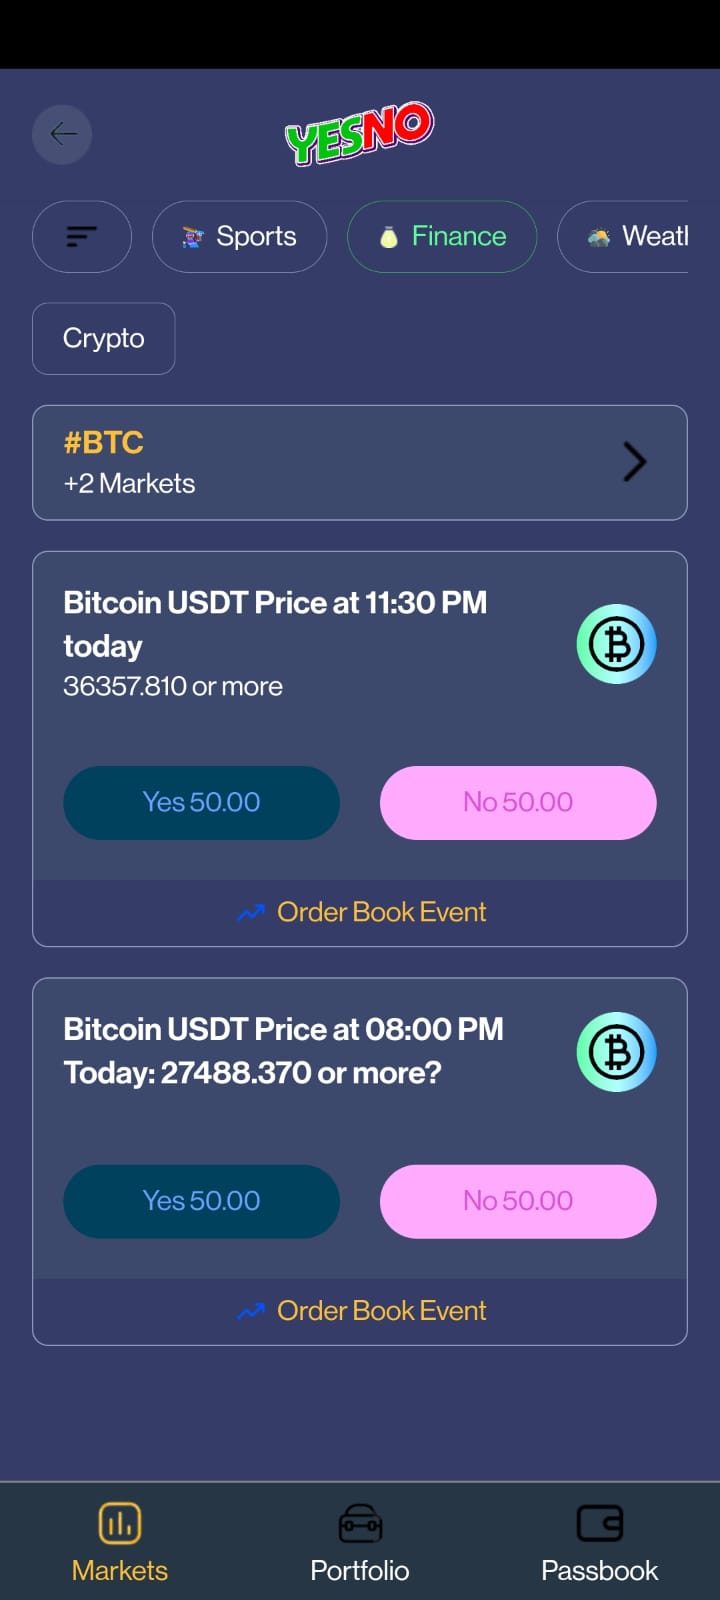 YESNO
Sports
Finance
Crypto
#BTC
+2 Markets
Bitcoin USDT Price at 11:30 PM
today
36357.810 or more
Yes 50.00
No 50.00
Order Book Event
Bitcoin USDT Price at 08:00 PM
Today: 27488.370 or more?
Yes 50.00
No 50.00
Order Book Event
Markets
Portfolio
Passbook